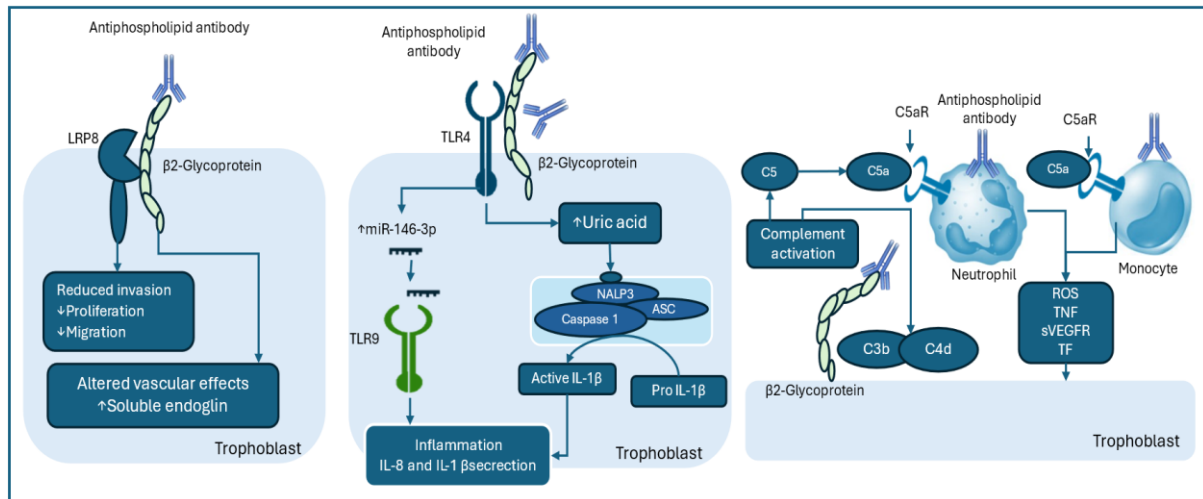 Antiphospholipid antibody
LRP8
β2-Glycoprotein
Reduced invasion
↓Proliferation
↓Migration
Altered vascular effects
↑Soluble endoglin
Trophoblast
Antiphospholipid
antibody
TLR4
β2-Glycoprotein
↑miR-146-3p
↑Uric acid
NALP3
ASC
Caspase 1
TLR9
Active IL-1β
Pro IL-1β
Inflammation
IL-8 and IL-1 βsecrection
Trophoblast
C5aR
Antiphospholipid
antibody
C5aR
C5
C5a
C5a
Complement
activation
Neutrophil
Monocyte
ROS
TNF
sVEGFR
TF
C3b
C4d
β2-Glycoprotein
Trophoblast